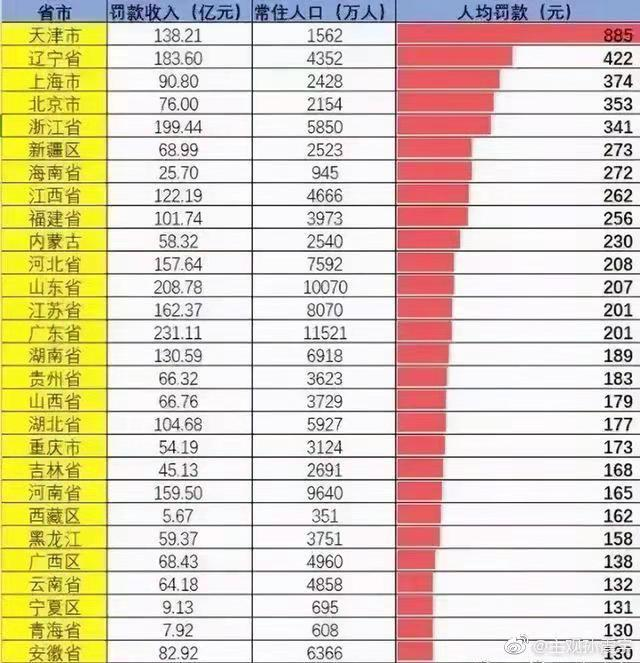 省市 罚款收入（亿元） 常住人口（万人） 人均罚款（元）
天津市 138.21 1562 885
辽宁省 183.60 4352 422
上海市 90.80 2428 374
北京市 76.00 2154 353
浙江省 199.44 5850 341
新疆区 68.99 2523 273
海南省 25.70 945 272
江西省 122.19 4666 262
福建省 101.74 3973 256
内蒙古 58.32 2540 230
河北省 157.64 7592 208
山东省 208.78 10070 207
江苏省 162.37 8070 201
广东省 231.11 11521 201
湖南省 130.59 6918 189
贵州省 66.32 3623 183
山西省 66.76 3729 179
湖北省 104.68 5927 177
重庆市 54.19 3124 173
吉林省 45.13 2691 168
河南省 159.50 9640 165
西藏区 5.67 351 162
黑龙江 59.37 3751 158
广西区 68.43 4960 138
云南省 64.18 4858 132
宁夏区 9.13 695 131
青海省 7.92 608 130
安徽省 82.92 6366 130